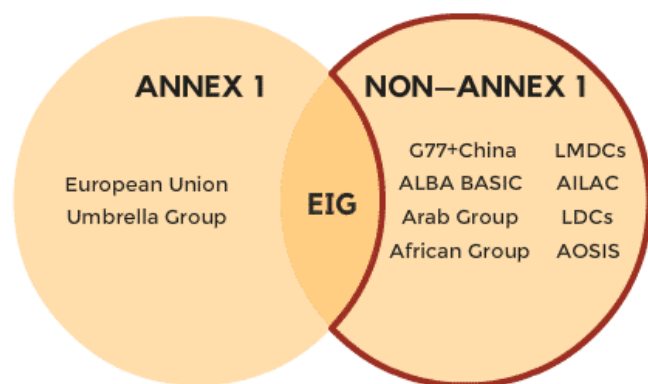 ANNEX 1
European Union
Umbrella Group
EIG
NON—ANNEX 1
G77+China
ALBA BASIC
Arab Group
African Group
LMDCs
AILAC
LDCs
AOSIS